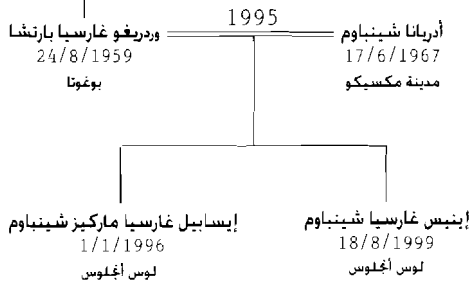 1995
أدريانا شينباوم
17/6/1967
مدينة مكسيكو
وردريغو غارسيا بارتشا
24/8/1959
بوغوتا
إينيس غارسيا شينباوم
18/8/1999
لوس أنجلوس
إيسابيل غارسيا ماركيز شينباوم
1/1/1996
لوس أنجلوس